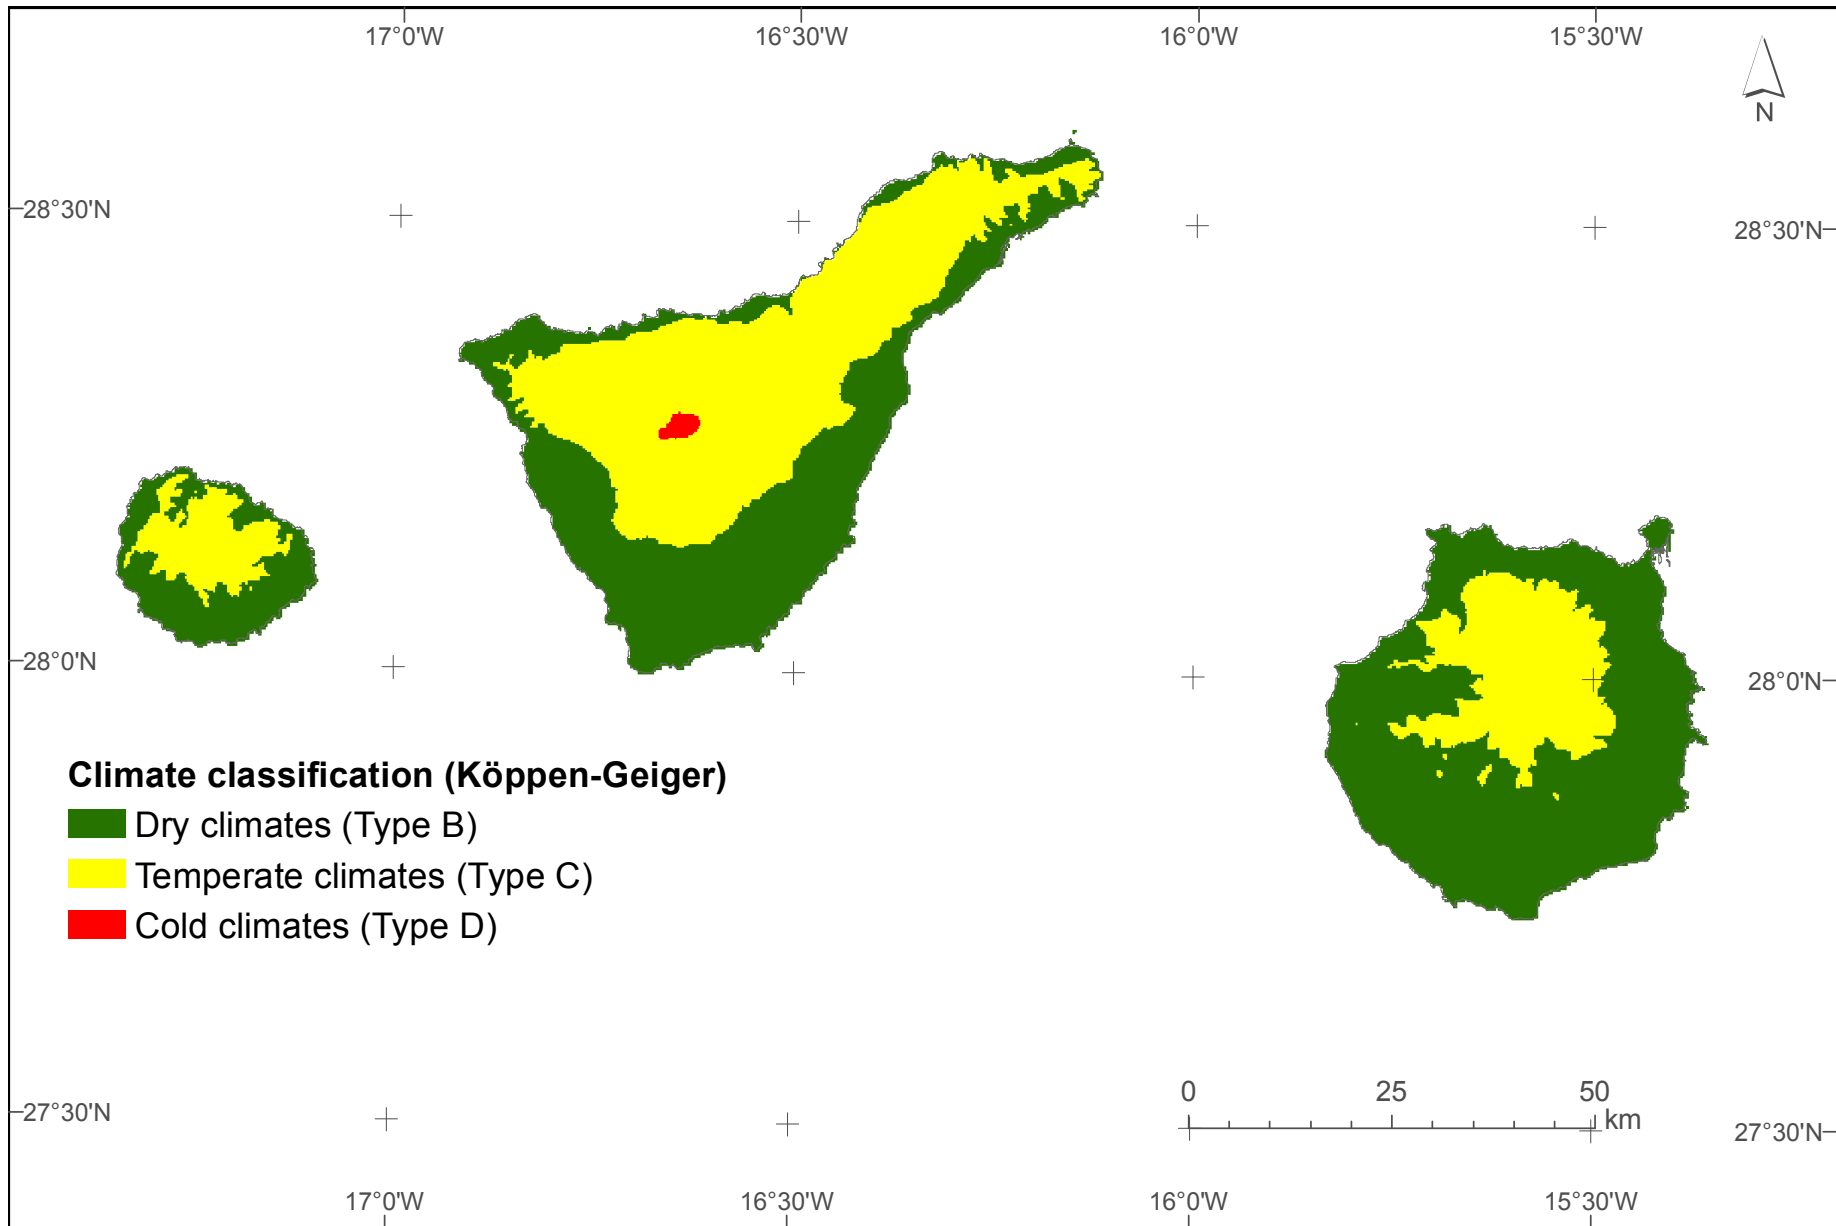 17°0'W
16°30'W
16°0'W
15°30'W
N
28°30'N
28°30'N
28°0'N
28°0'N
Climate classification (Köppen-Geiger)
Dry climates (Type B)
Temperate climates (Type C)
Cold climates (Type D)
0
25
50
km
27°30'N
27°30'N
17°0'W
16°30'W
16°0'W
15°30'W